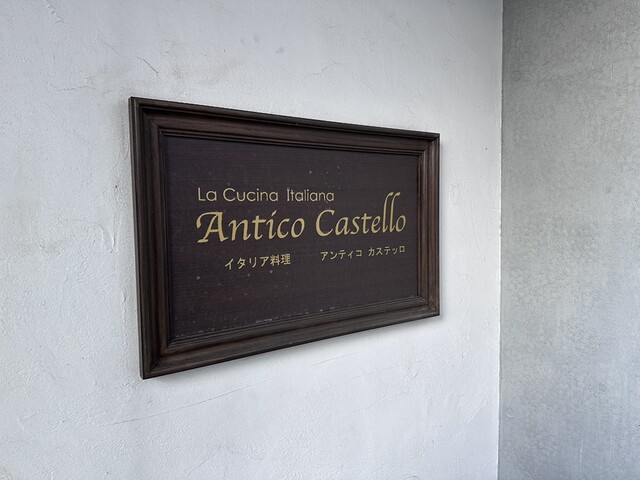 La Cucina Italiana
Antico Castello
イタリア料理 アンティコ カステッロ